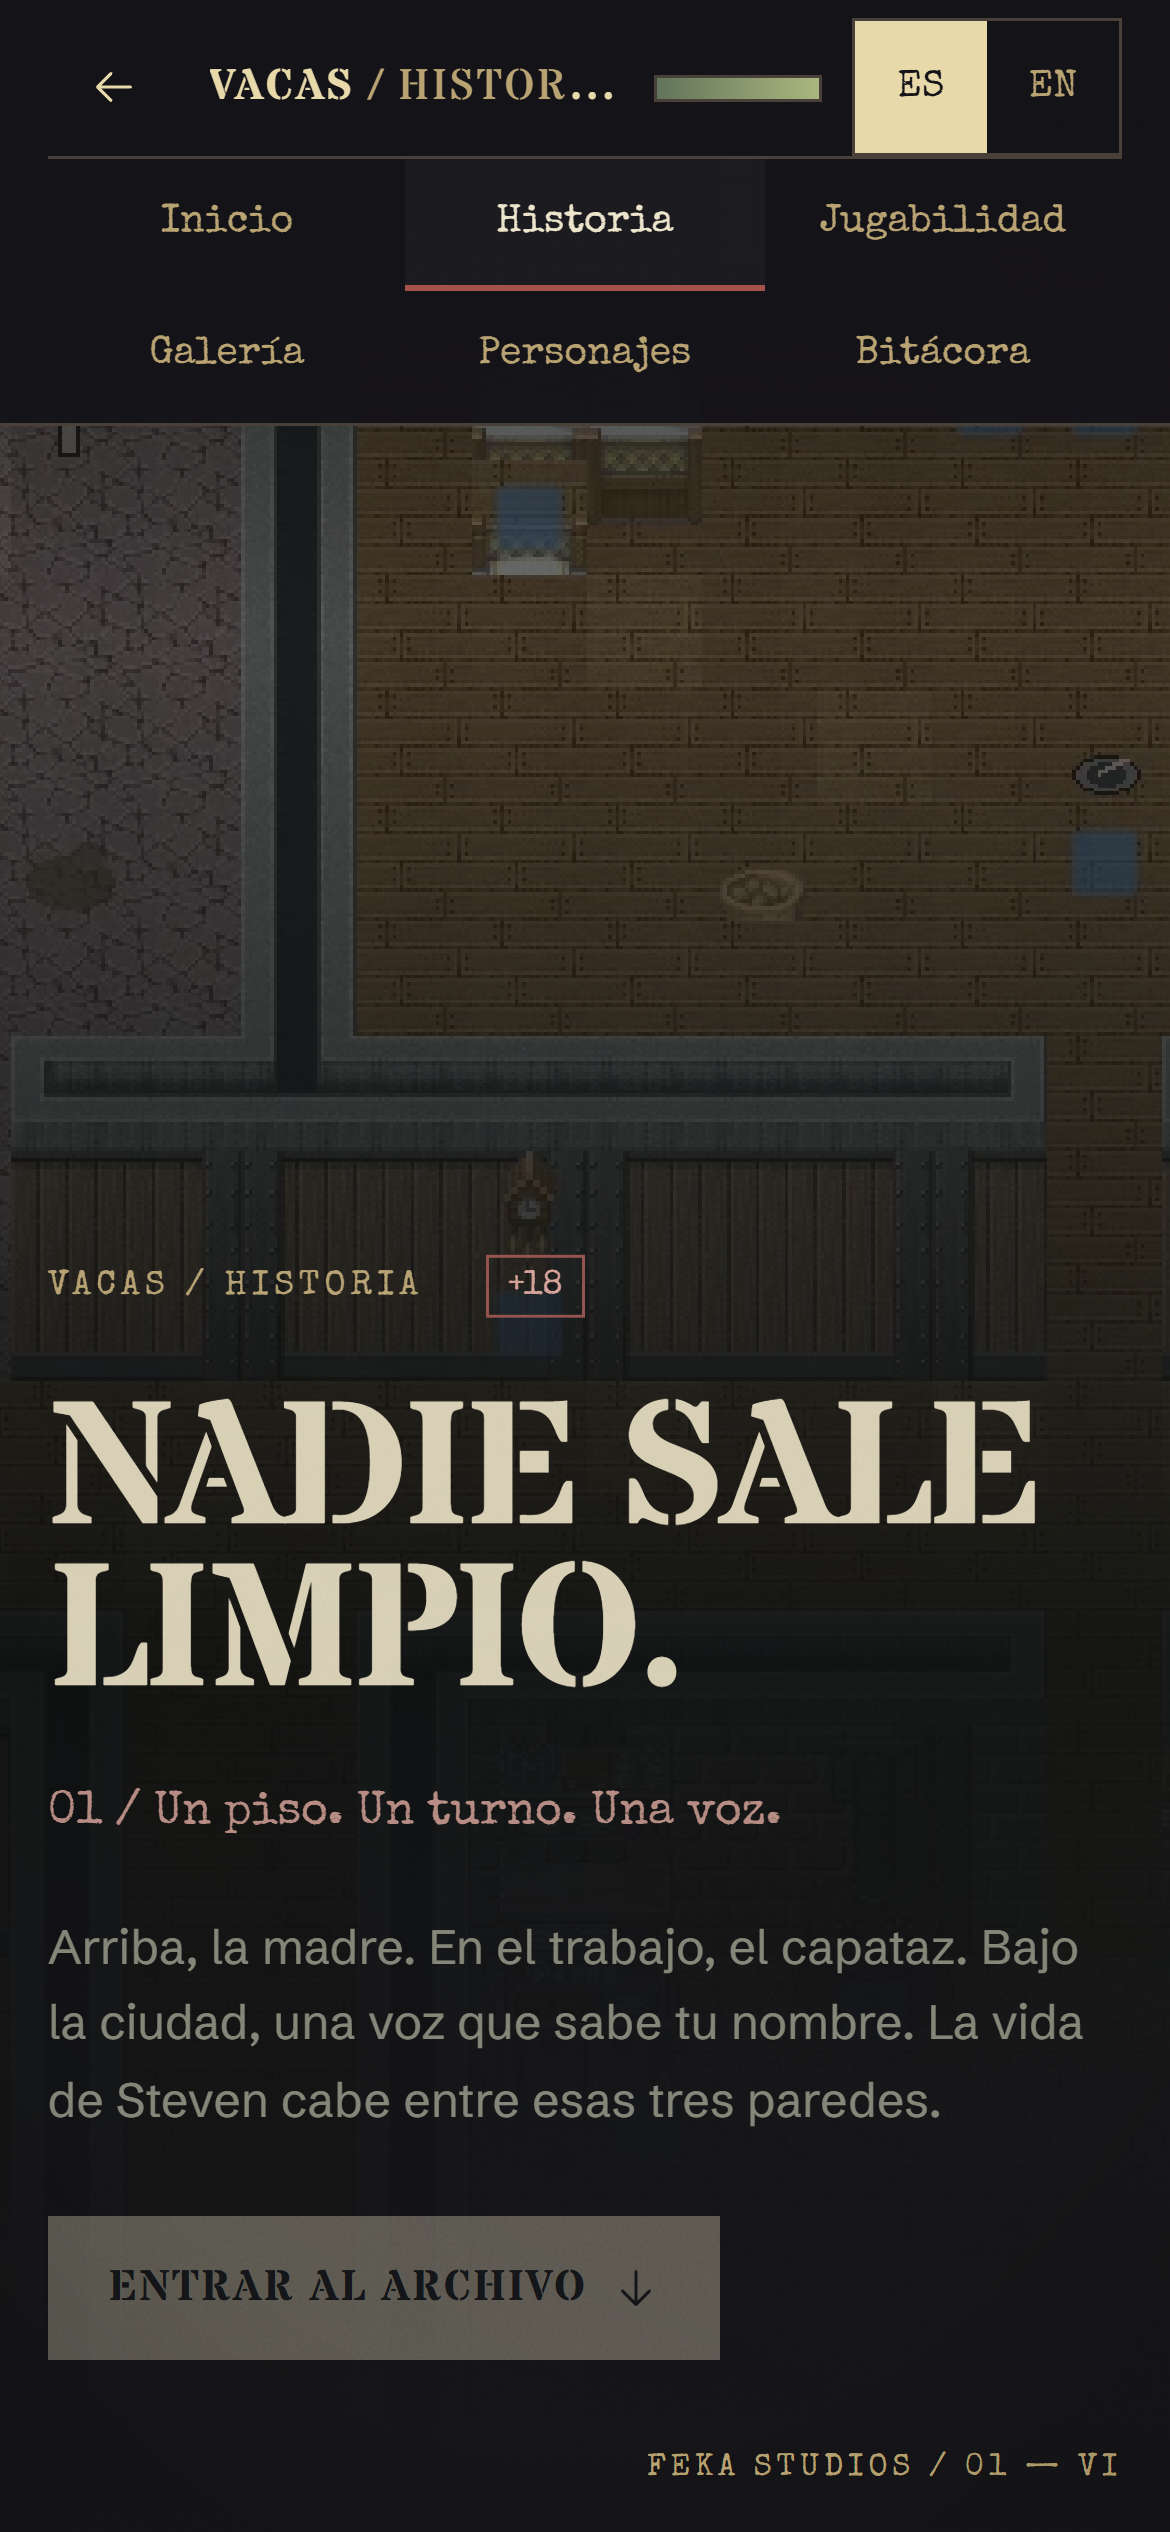 VACAS / HISTOR...
ES
EN
Inicio
Historia
Jugabilidad
Galería
Personajes
Bitácora
VACAS / HISTORIA
+18
NADIE SALE
LIMPIO.
01 / Un piso. Un turno. Una voz.
Arriba, la madre. En el trabajo, el capataz. Bajo
la ciudad, una voz que sabe tu nombre. La vida
de Steven cabe entre esas tres paredes.
ENTRAR AL ARCHIVO ↓
FEKA STUDIOS / 01 — VI